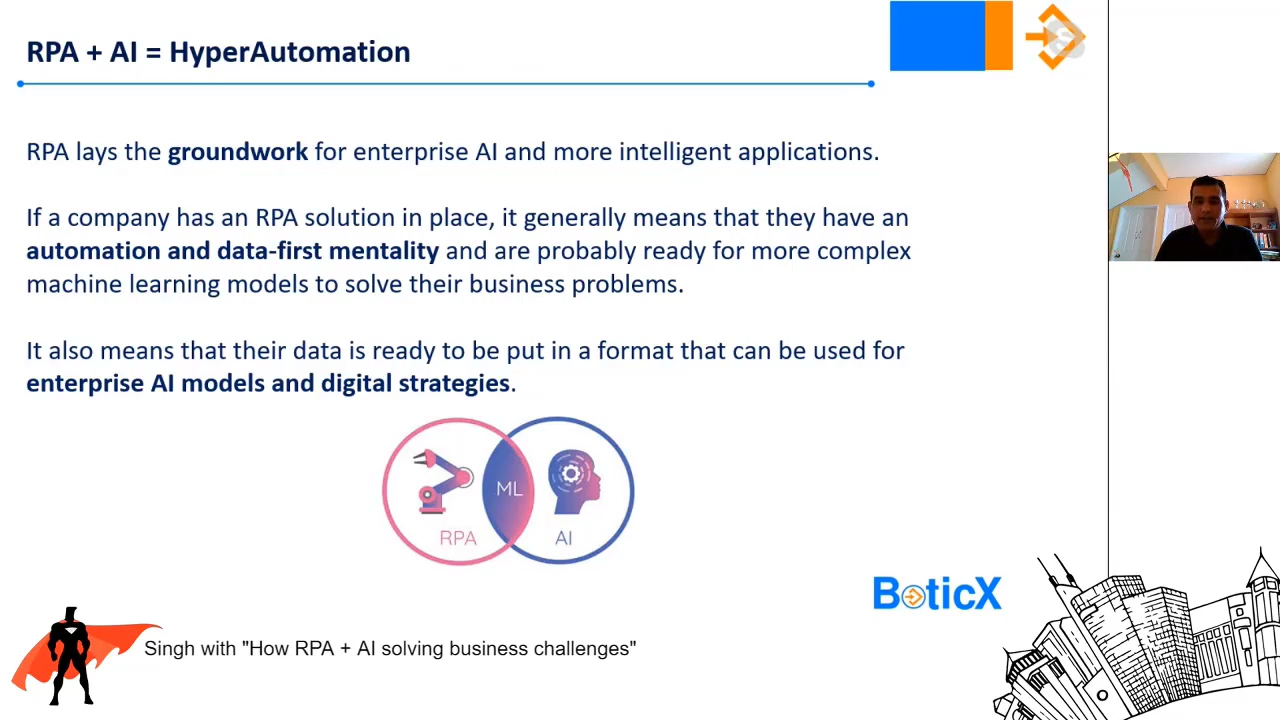 RPA + AI = HyperAutomation
RPA lays the groundwork for enterprise AI and more intelligent applications.
If a company has an RPA solution in place, it generally means that they have an
automation and data-first mentality and are probably ready for more complex
machine learning models to solve their business problems.
It also means that their data is ready to be put in a format that can be used for
enterprise AI models and digital strategies.
ML
RPA
AI
BoticX
Singh with "How RPA + AI solving business challenges"